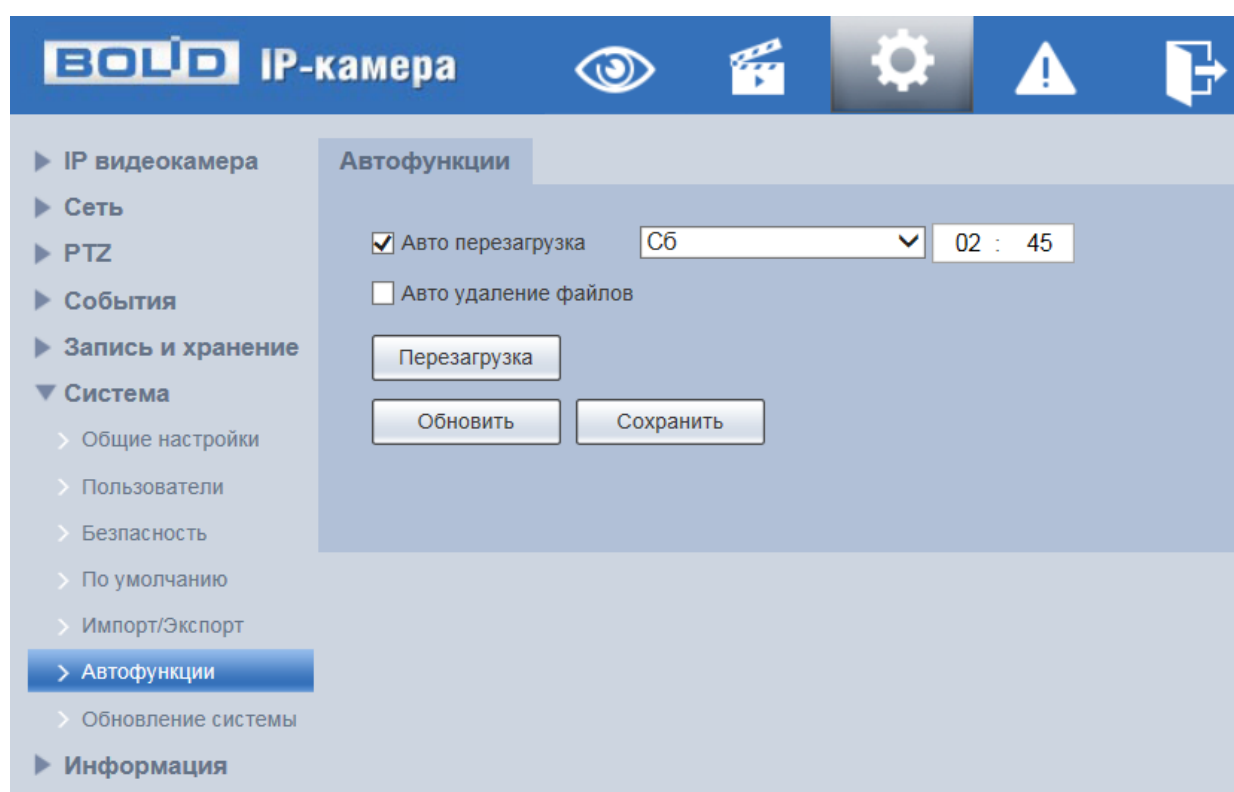 BOLID IP-камера
IP видеокамера
Сеть
PTZ
События
Запись и хранение
Система
Общие настройки
Пользователи
Безопасность
По умолчанию
Импорт/Экспорт
Автофункции
Обновление системы
Информация
Автофункции
Авто перезагрузка Сб 02 : 45
Авто удаление файлов
Перезагрузка
Обновить Сохранить